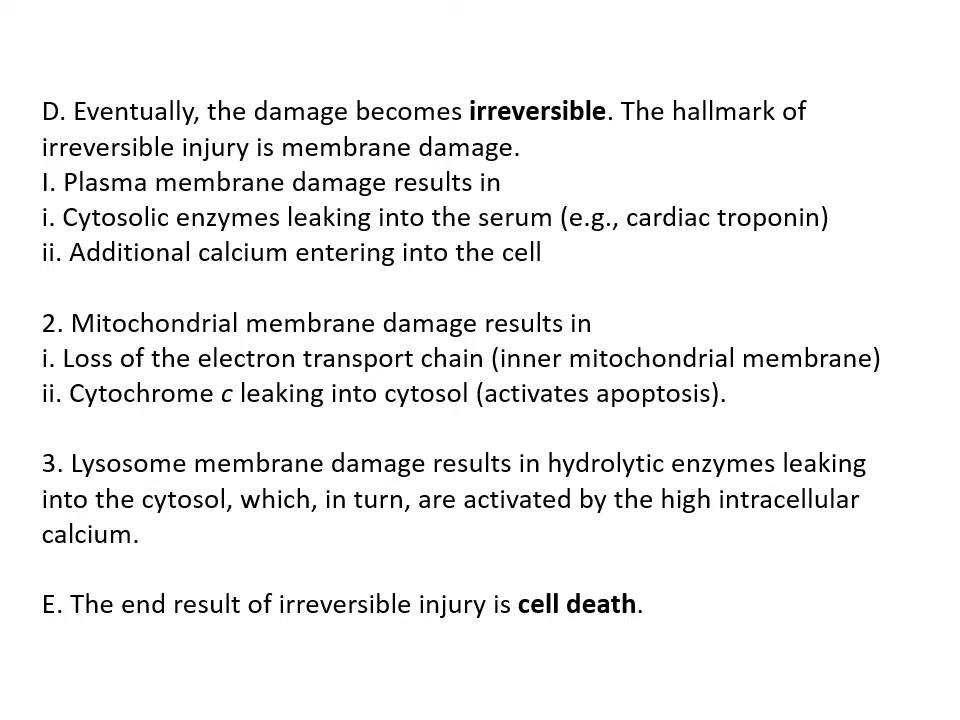 D. Eventually, the damage becomes irreversible. The hallmark of
irreversible injury is membrane damage.
I. Plasma membrane damage results in
i. Cytosolic enzymes leaking into the serum (e.g., cardiac troponin)
ii. Additional calcium entering into the cell
2. Mitochondrial membrane damage results in
i. Loss of the electron transport chain (inner mitochondrial membrane)
ii. Cytochrome c leaking into cytosol (activates apoptosis).
3. Lysosome membrane damage results in hydrolytic enzymes leaking
into the cytosol, which, in turn, are activated by the high intracellular
calcium.
E. The end result of irreversible injury is cell death.